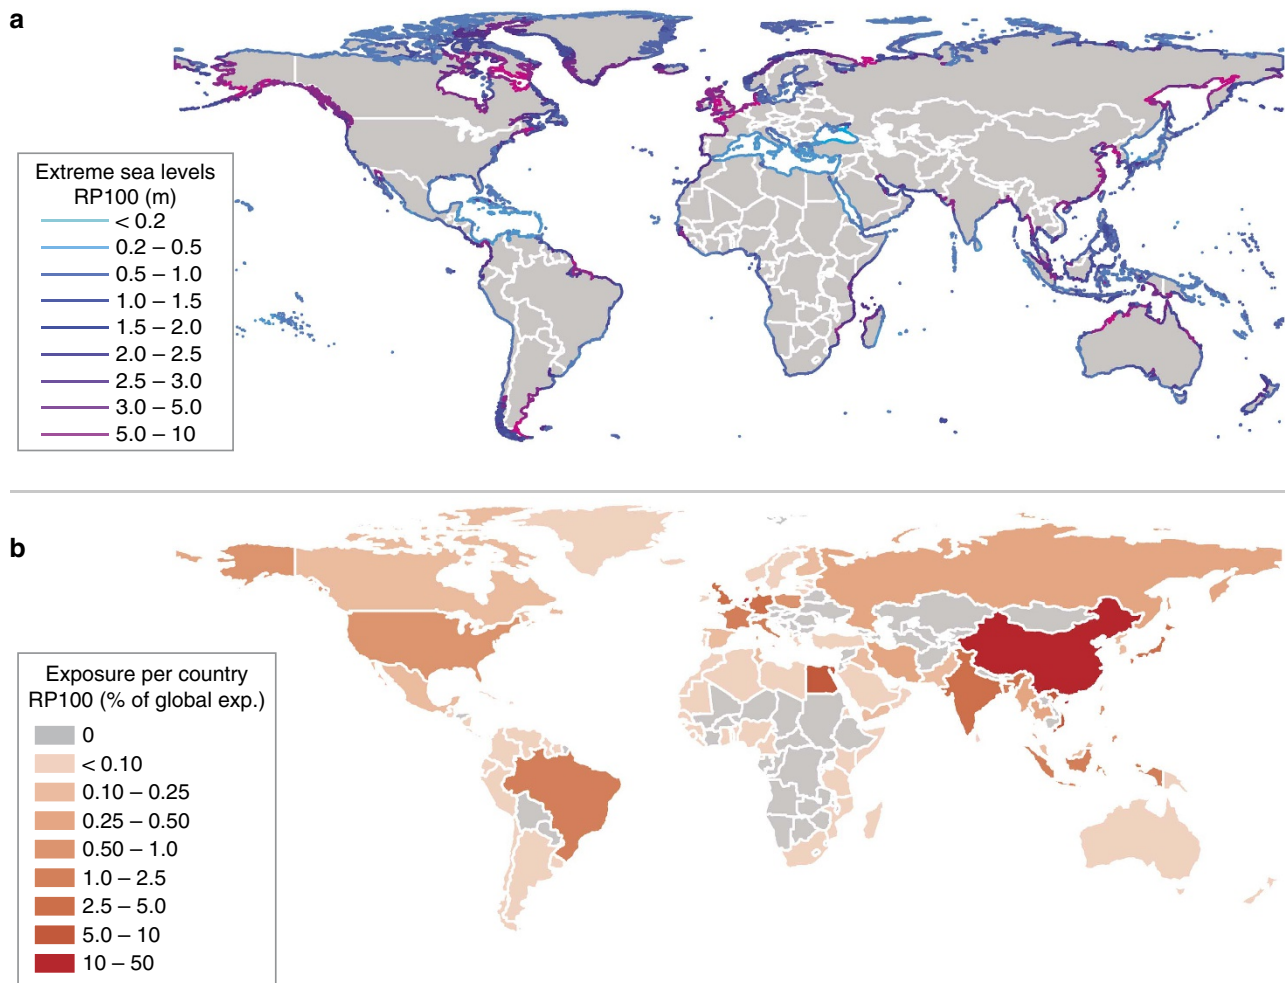 a
Extreme sea levels
RP100 (m)
< 0.2
0.2 – 0.5
0.5 – 1.0
1.0 – 1.5
1.5 – 2.0
2.0 – 2.5
2.5 – 3.0
3.0 – 5.0
5.0 – 10
b
Exposure per country
RP100 (% of global exp.)
0
< 0.10
0.10 – 0.25
0.25 – 0.50
0.50 – 1.0
1.0 – 2.5
2.5 – 5.0
5.0 – 10
10 – 50